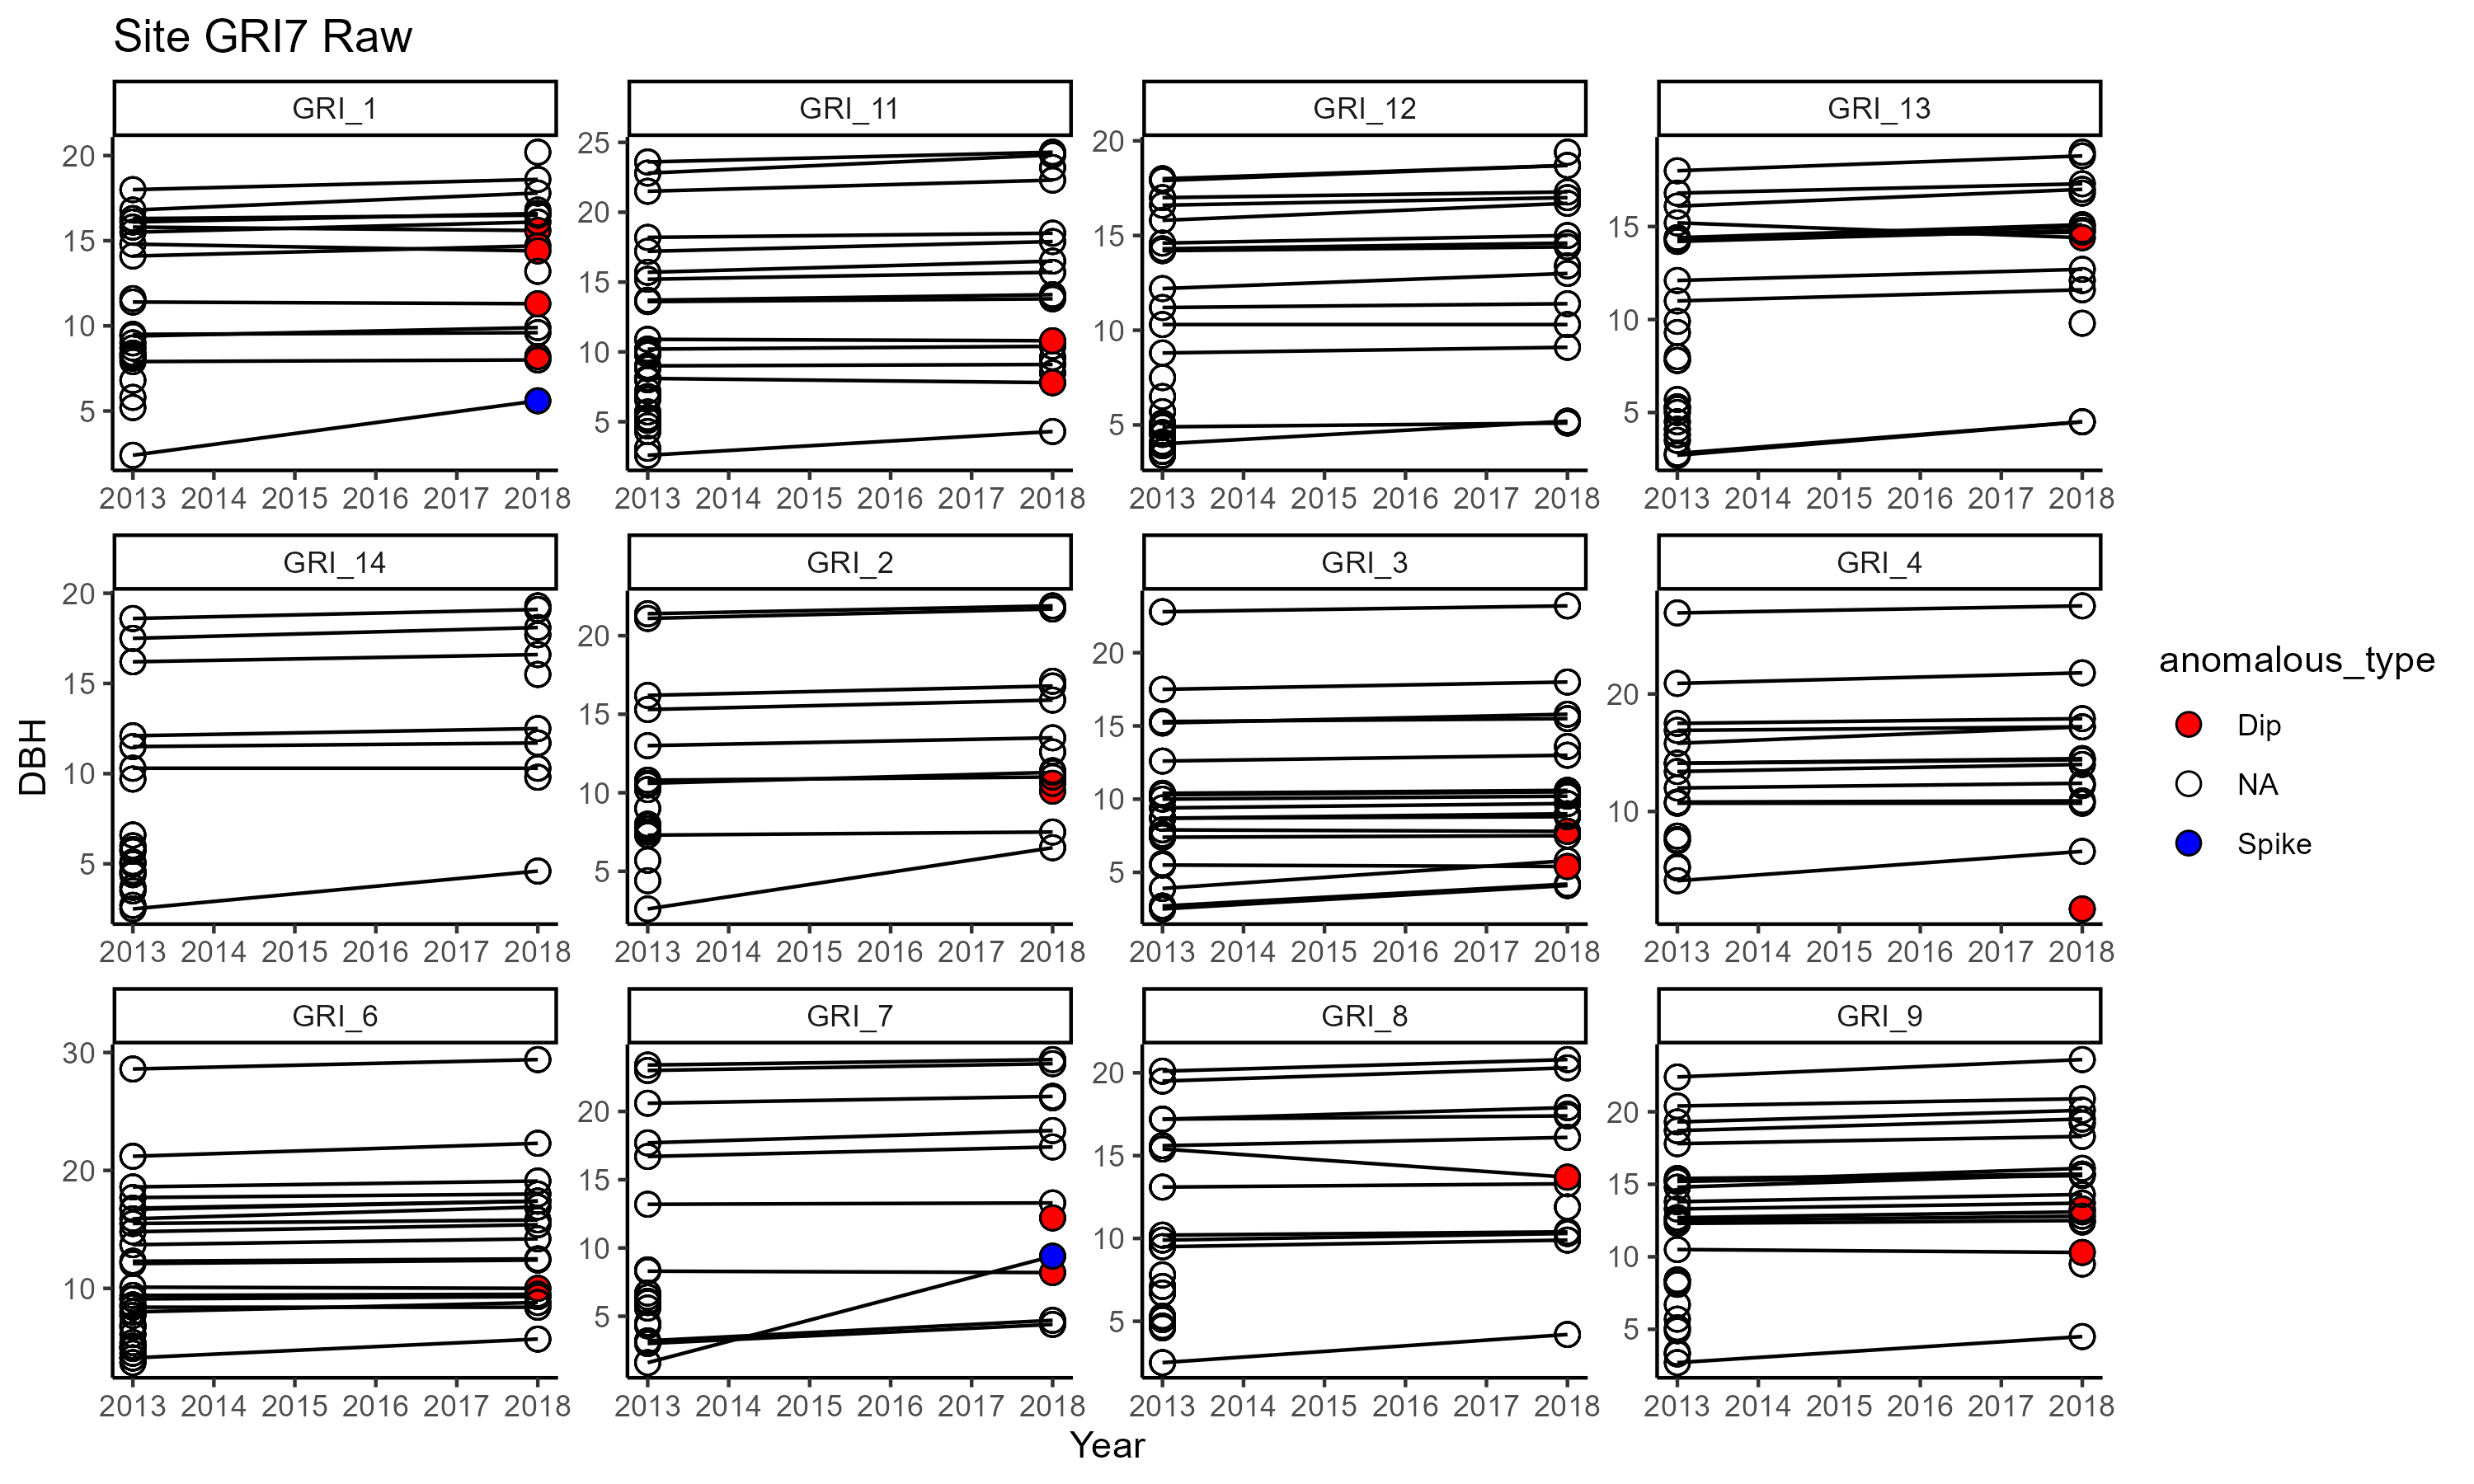 Site GRI7 Raw
GRI_1 GRI_11 GRI_12 GRI_13
20 15 10 5
25 20 15 10 5
20 15 10 5
15 10 5
2013 2014 2015 2016 2017 2018
2013 2014 2015 2016 2017 2018
2013 2014 2015 2016 2017 2018
2013 2014 2015 2016 2017 2018
GRI_14 GRI_2 GRI_3 GRI_4
20 15 10 5
20 15 10 5
20 15 10 5
20 10
2013 2014 2015 2016 2017 2018
2013 2014 2015 2016 2017 2018
2013 2014 2015 2016 2017 2018
2013 2014 2015 2016 2017 2018
GRI_6 GRI_7 GRI_8 GRI_9
30 20 10
20 15 10 5
20 15 10 5
20 15 10 5
2013 2014 2015 2016 2017 2018
2013 2014 2015 2016 2017 2018
2013 2014 2015 2016 2017 2018
2013 2014 2015 2016 2017 2018
DBH
Year
anomalous_type
Dip
NA
Spike